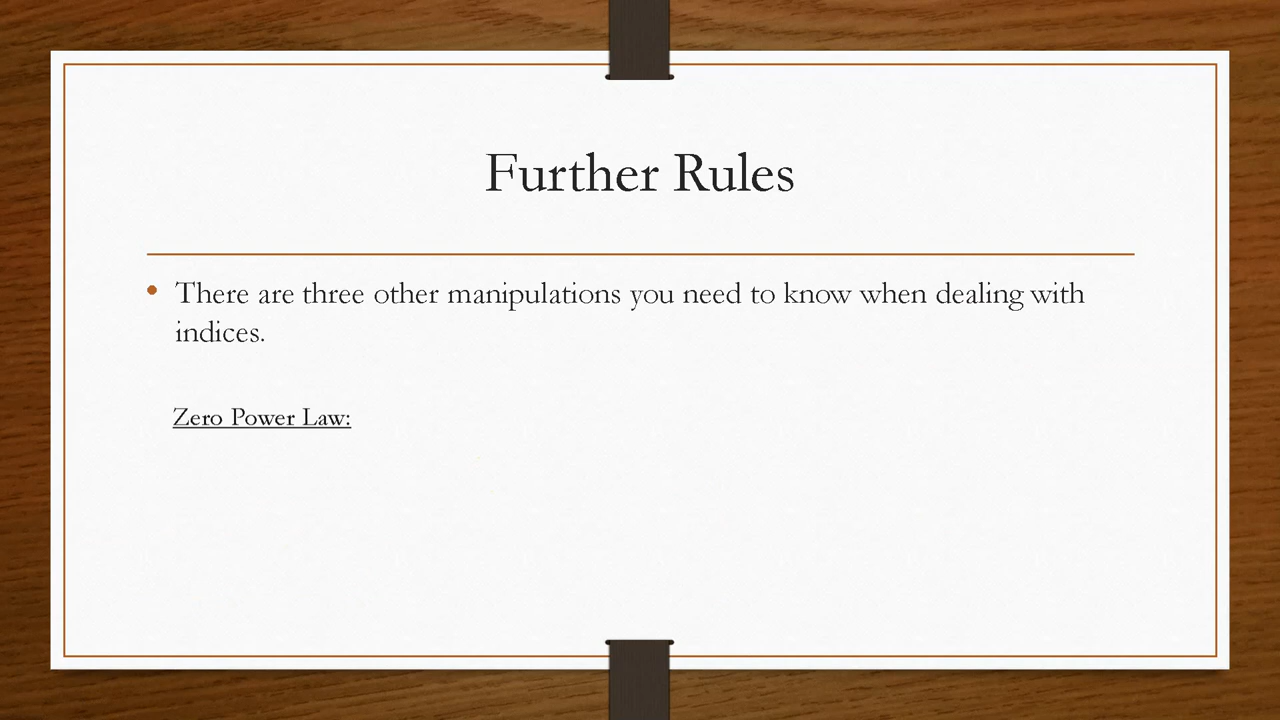 Further Rules
• There are three other manipulations you need to know when dealing with
indices.
Zero Power Law: